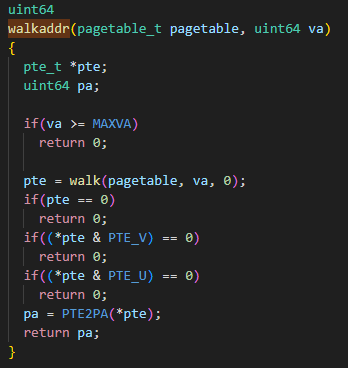 uint64
walkaddr(pagetable_t pagetable, uint64 va)
{
  pte_t *pte;
  uint64 pa;

  if(va >= MAXVA)
    return 0;

  pte = walk(pagetable, va, 0);
  if(pte == 0)
    return 0;
  if((*pte & PTE_V) == 0)
    return 0;
  if((*pte & PTE_U) == 0)
    return 0;
  pa = PTE2PA(*pte);
  return pa;
}